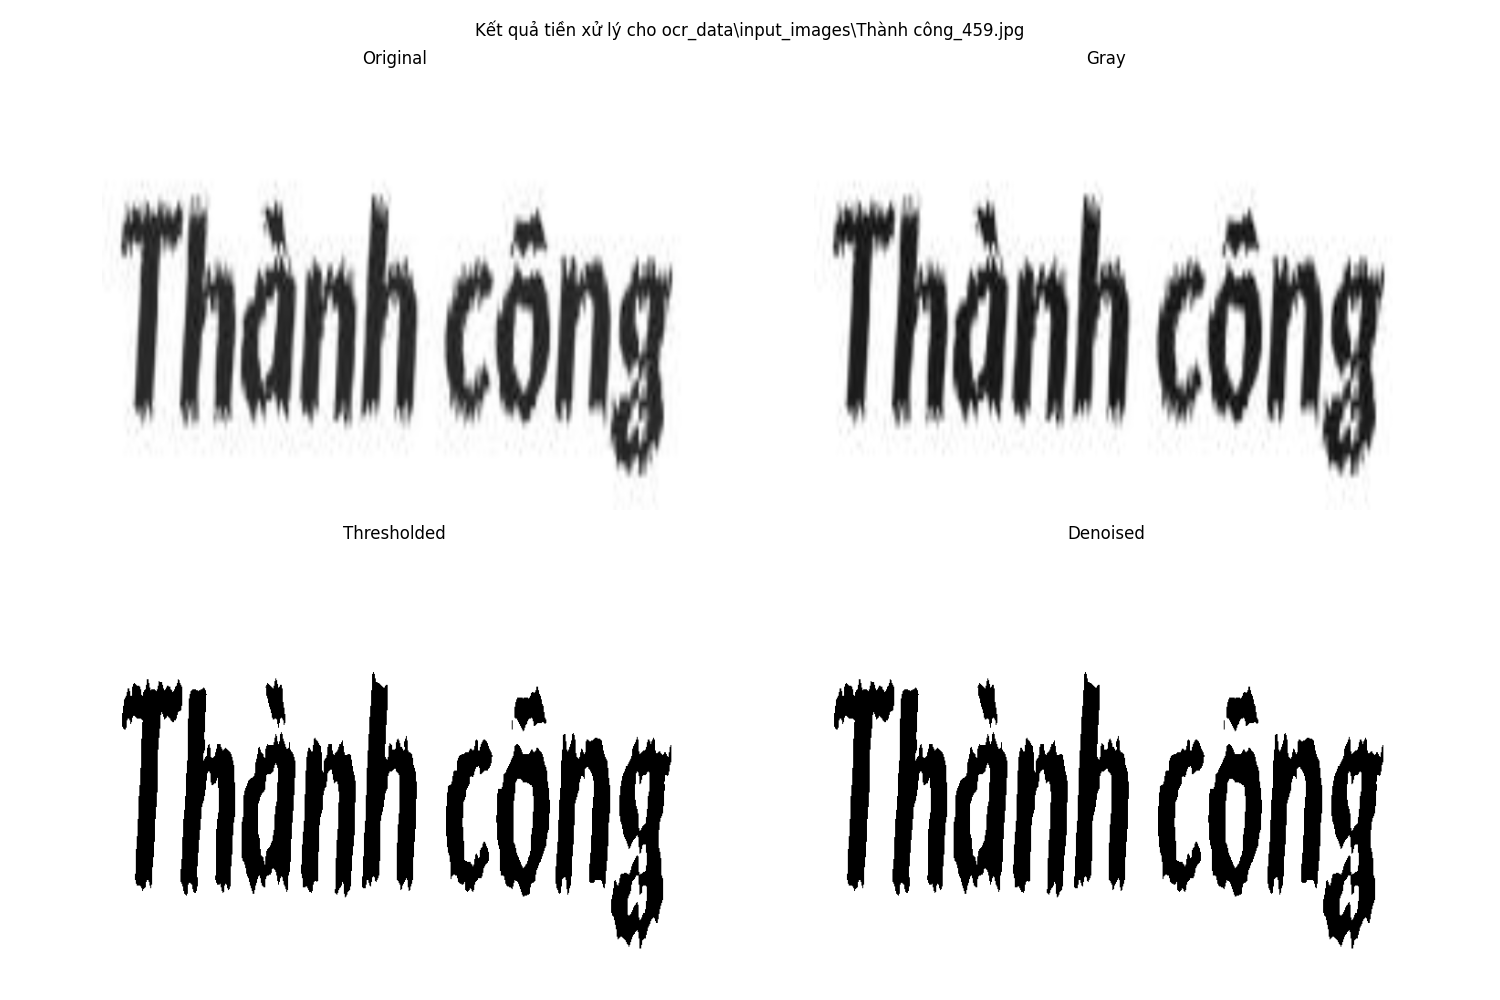 Kết quả tiền xử lý cho ocr_data\input_images\Thành công_459.jpg
Original
Gray
Thành công
Thành công
Thresholded
Denoised
Thành công
Thành công